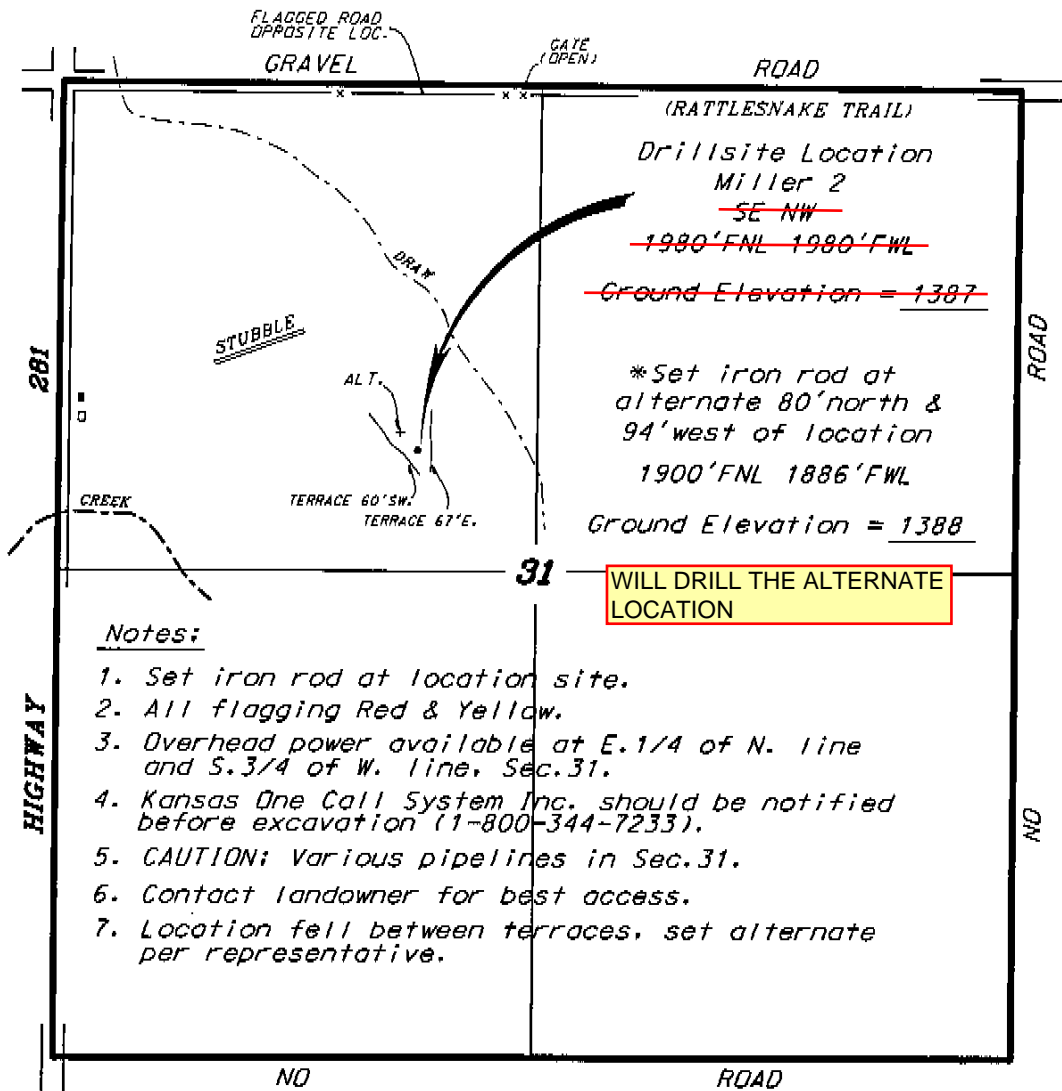 FLAGGED ROAD
OPPOSITE LOC.
GATE
(OPEN)
GRAVEL
ROAD
(RATTLESNAKE TRAIL)
Drillsite Location
Miller 2
SE NW
1980'FNL 1980'FWL
Ground Elevation = 1387
DRAW
STUBBLE
281
ROAD
ALT.
*Set iron rod at
alternate 80'north &
94'west of location
1900'FNL 1886'FWL
TERRACE 60'SW.
TERRACE 67'E.
CREEK
Ground Elevation = 1388
31
WILL DRILL THE ALTERNATE
LOCATION
Notes:
1. Set iron rod at location site.
2. All flagging Red & Yellow.
3. Overhead power available at E.1/4 of N. line
and S.3/4 of W. line, Sec.31.
4. Kansas One Call System Inc. should be notified
before excavation (1-800-344-7233).
5. CAUTION: Various pipelines in Sec.31.
6. Contact landowner for best access.
7. Location fell between terraces, set alternate
per representative.
HIGHWAY
NO
NO
ROAD